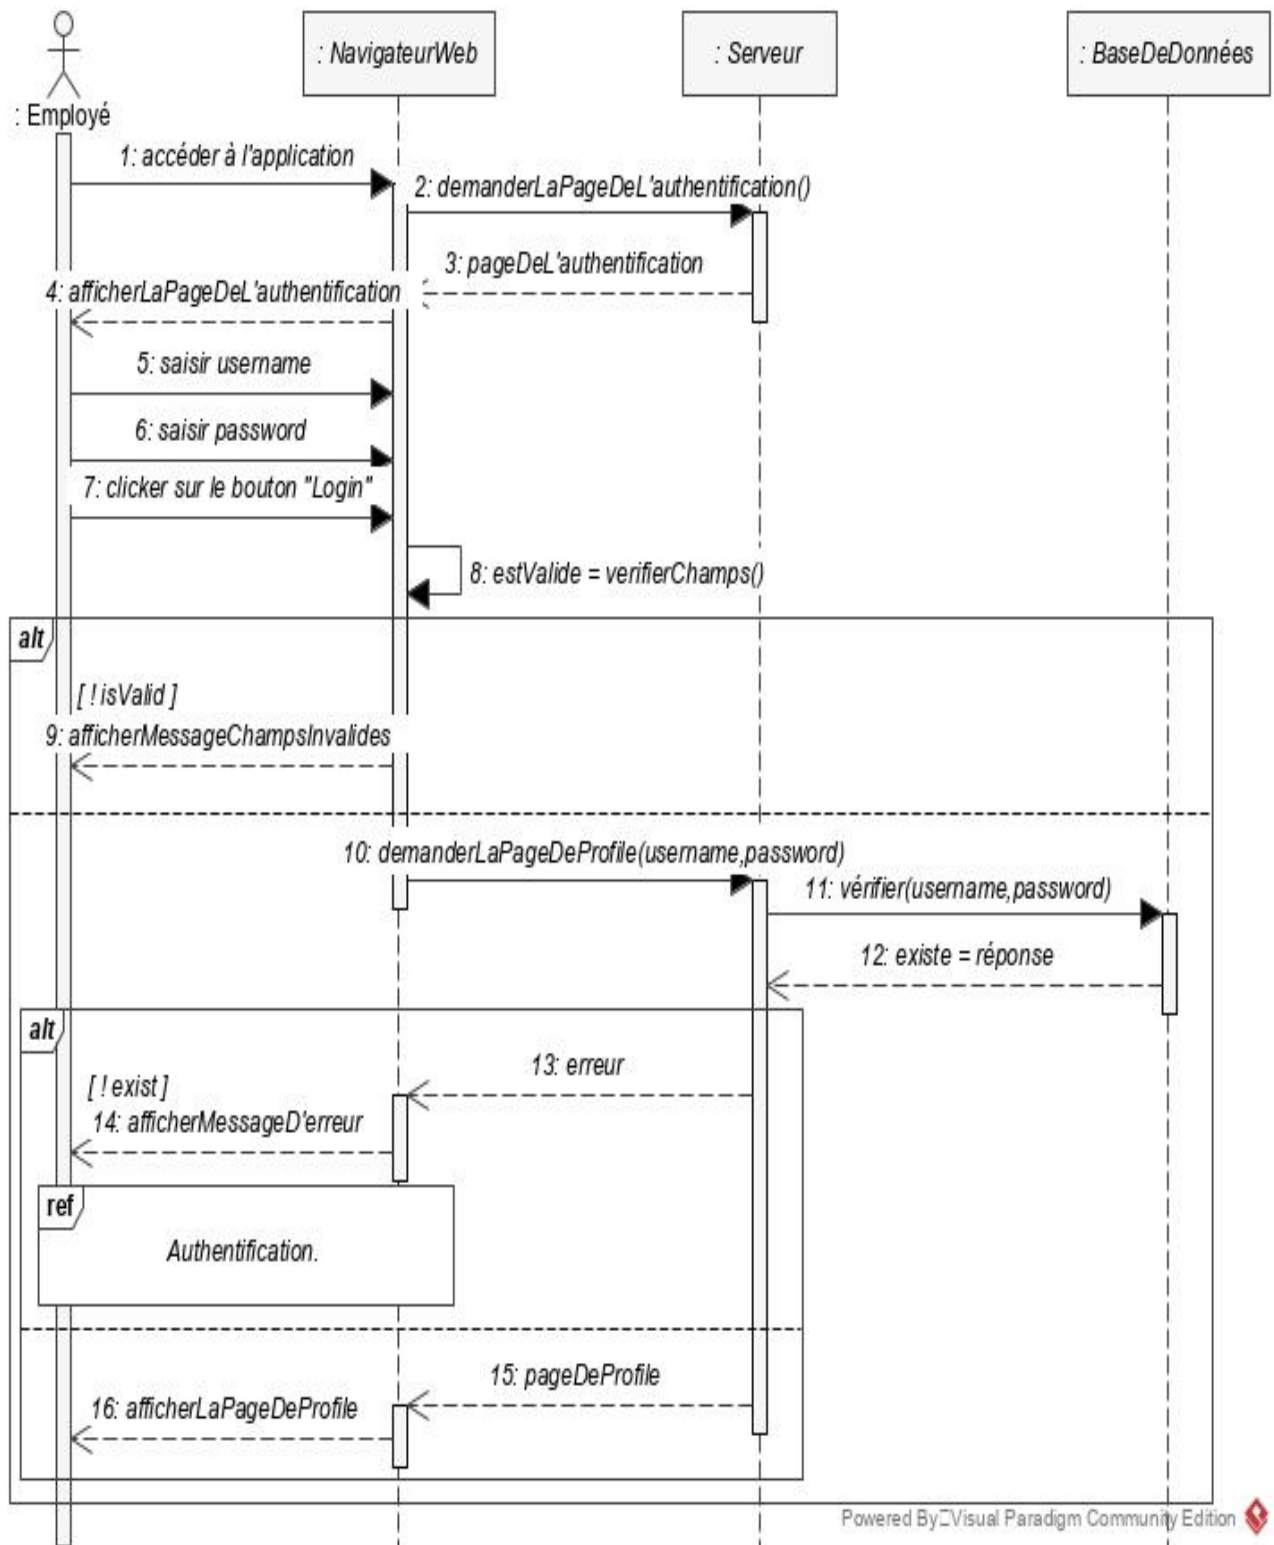 : Employé
: NavigateurWeb
: Serveur
: BaseDeDonnées
1: accéder à l'application
2: demanderLaPageDeL'authentification()
3: pageDeL'authentification
4: afficherLaPageDeL'authentification
5: saisir username
6: saisir password
7: clicker sur le bouton "Login"
8: estValide = verifierChamps()
alt
[ ! isValid ]
9: afficherMessageChampsInvalides
10: demanderLaPageDeProfile(username,password)
11: vérifier(username,password)
12: existe = réponse
alt
13: erreur
[ ! exist ]
14: afficherMessageD'erreur
ref
Authentification.
15: pageDeProfile
16: afficherLaPageDeProfile
Powered By Visual Paradigm Community Edition